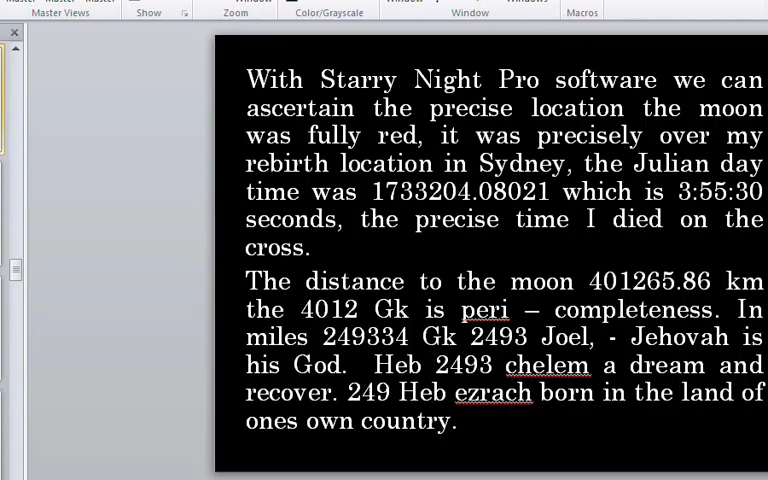 Window
Master Views Show Zoom Color/Grayscale Window Macros
With Starry Night Pro software we can
ascertain the precise location the moon
was fully red, it was precisely over my
rebirth location in Sydney, the Julian day
time was 1733204.08021 which is 3:55:30
seconds, the precise time I died on the
cross.
The distance to the moon 401265.86 km
the 4012 Gk is peri – completeness. In
miles 249334 Gk 2493 Joel, - Jehovah is
his God. Heb 2493 chelem a dream and
recover. 249 Heb ezrach born in the land of
ones own country.